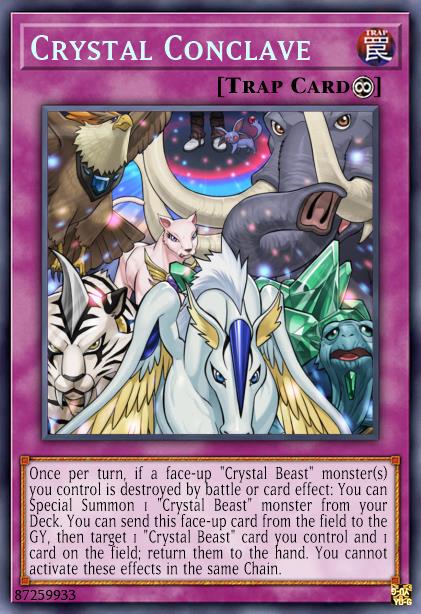 Crystal Conclave
TRAP
罠
[Trap Card]
Once per turn, if a face-up "Crystal Beast" monster(s)
you control is destroyed by battle or card effect: You can
Special Summon 1 "Crystal Beast" monster from your
Deck. You can send this face-up card from the field to the
GY, then target 1 "Crystal Beast" card you control and 1
card on the field; return them to the hand. You cannot
activate these effects in the same Chain.
87259933